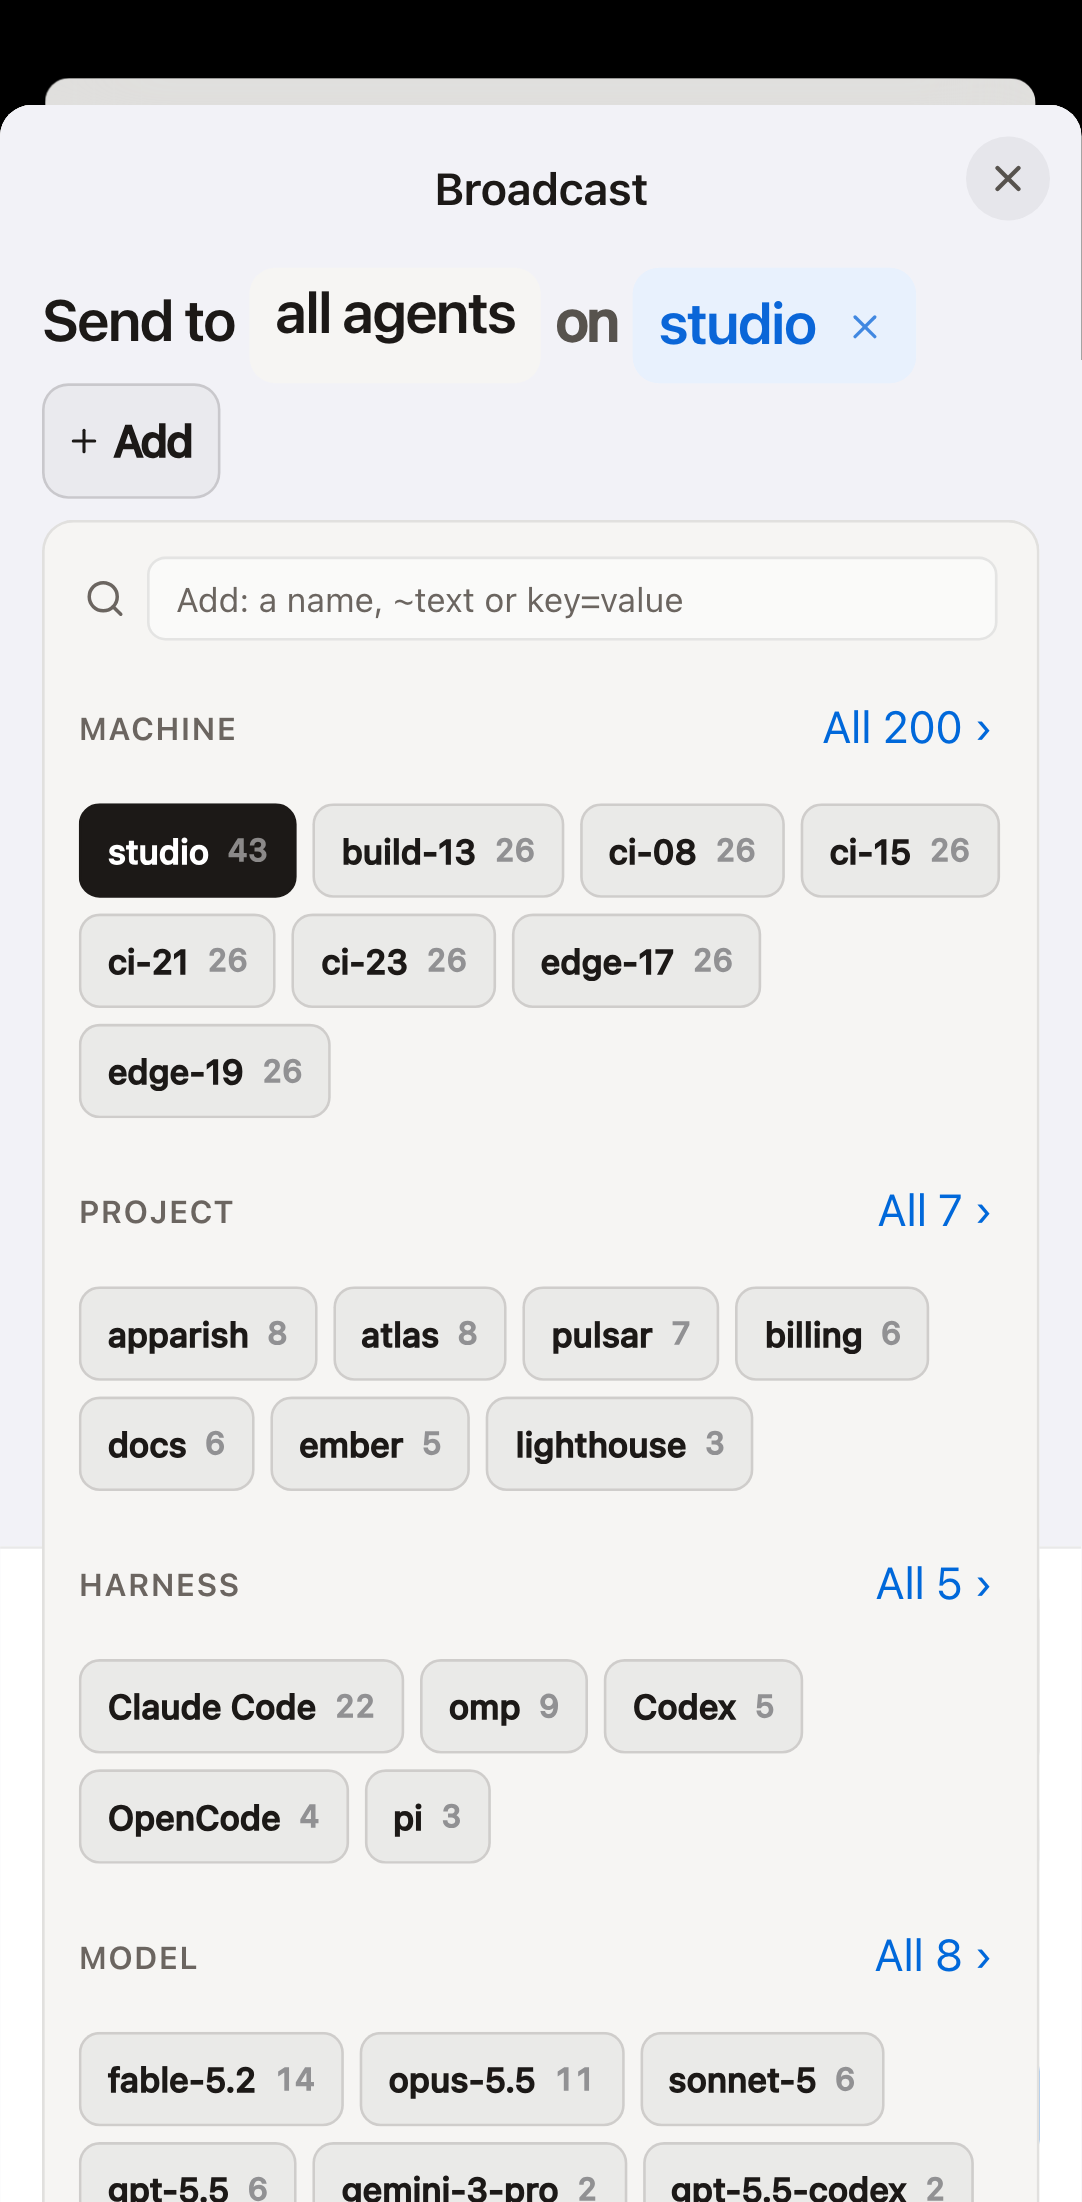 Broadcast
Send to all agents on studio ×
+ Add
Add: a name, ~text or key=value
MACHINE All 200 ›
studio 43 build-13 26 ci-08 26 ci-15 26
ci-21 26 ci-23 26 edge-17 26
edge-19 26
PROJECT All 7 ›
apparish 8 atlas 8 pulsar 7 billing 6
docs 6 ember 5 lighthouse 3
HARNESS All 5 ›
Claude Code 22 omp 9 Codex 5
OpenCode 4 pi 3
MODEL All 8 ›
fable-5.2 14 opus-5.5 11 sonnet-5 6
gpt-5.5 6 gemini-3-pro 2 gpt-5.5-codex 2